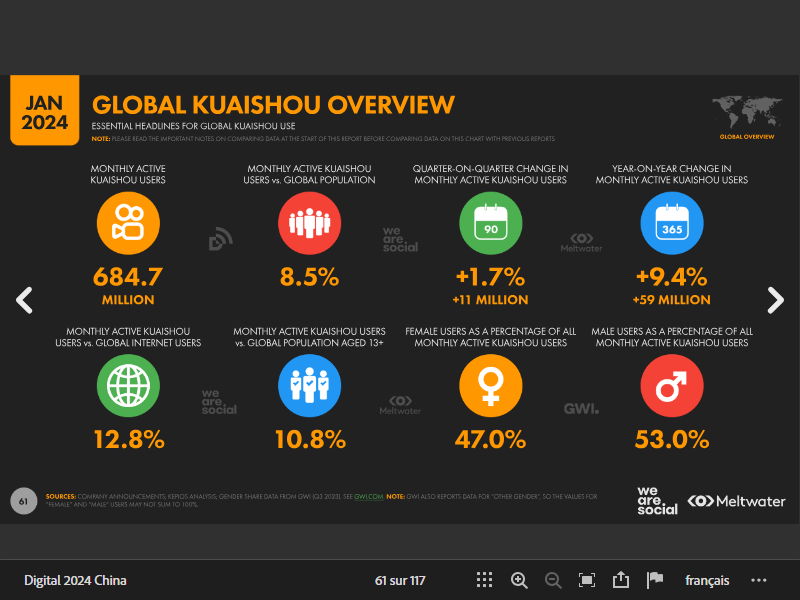 JAN
2024
GLOBAL KUAISHOU OVERVIEW
ESSENTIAL HEADLINES FOR GLOBAL KUAISHOU USE
NOTE: PLEASE READ THE IMPORTANT NOTES ON COMPARING DATA AT THE START OF THIS REPORT BEFORE COMPARING DATA ON THIS CHART WITH PREVIOUS REPORTS
GLOBAL OVERVIEW
MONTHLY ACTIVE
KUAISHOU USERS
684.7
MILLION
MONTHLY ACTIVE KUAISHOU
USERS vs. GLOBAL POPULATION
8.5%
QUARTER-ON-QUARTER CHANGE IN
MONTHLY ACTIVE KUAISHOU USERS
90
+1.7%
+11 MILLION
YEAR-ON-YEAR CHANGE IN
MONTHLY ACTIVE KUAISHOU USERS
365
+9.4%
+59 MILLION
we
are.
social
Meltwater
MONTHLY ACTIVE KUAISHOU
USERS vs. GLOBAL INTERNET USERS
12.8%
MONTHLY ACTIVE KUAISHOU USERS
vs. GLOBAL POPULATION AGED 13+
10.8%
FEMALE USERS AS A PERCENTAGE OF ALL
MONTHLY ACTIVE KUAISHOU USERS
47.0%
MALE USERS AS A PERCENTAGE OF ALL
MONTHLY ACTIVE KUAISHOU USERS
53.0%
we
are.
social
Meltwater
GWI.
61
SOURCES: COMPANY ANNOUNCEMENTS; KEPIOS ANALYSIS; GENDER SHARE DATA FROM GWI (Q3 2023). SEE GWI.COM. NOTE: GWI ALSO REPORTS DATA FOR "OTHER GENDER", SO THE VALUES FOR
"FEMALE" AND "MALE" USERS MAY NOT SUM TO 100%.
we
are.
social
Meltwater
Digital 2024 China
61 sur 117
français